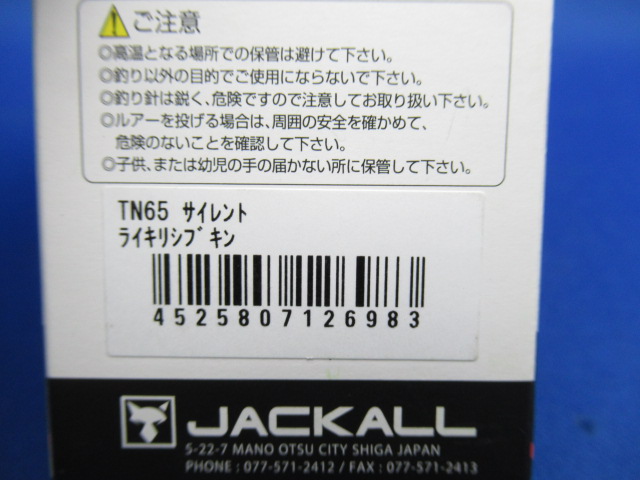 ご注意
◎高温となる場所での保管は避けて下さい。
◎釣り以外の目的でご使用にならないで下さい。
◎釣り針は鋭く、危険ですので注意してお取り扱い下さい。
◎ルアーを投げる場合は、周囲の安全を確かめて、
危険のないことを確認して下さい。
◎子供、または幼児の手の届かない所に保管して下さい。
TN65 ｻｲﾚﾝﾄ
ﾗｲｷﾘｼﾌﾞｷﾝ
4525807126983
JACKALL
5-22-7 MANO OTSU CITY SHIGA JAPAN
PHONE : 077-571-2412 / FAX : 077-571-2413